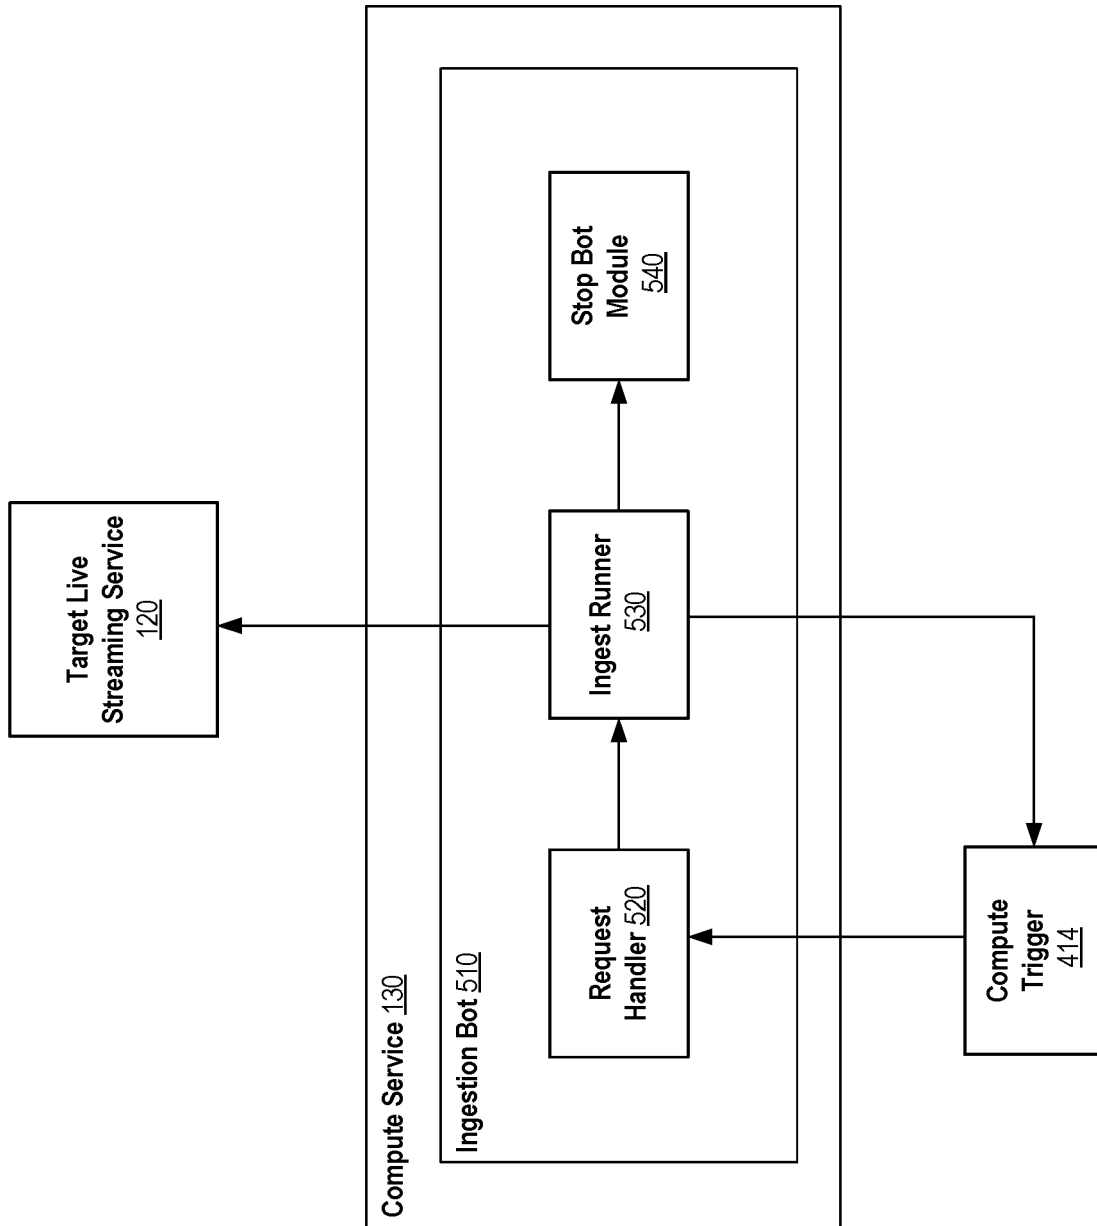 Compute Service 130
Ingestion Bot 510
Target Live
Streaming Service
120
Request
Handler 520
Ingest Runner
530
Stop Bot
Module
540
Compute
Trigger
414